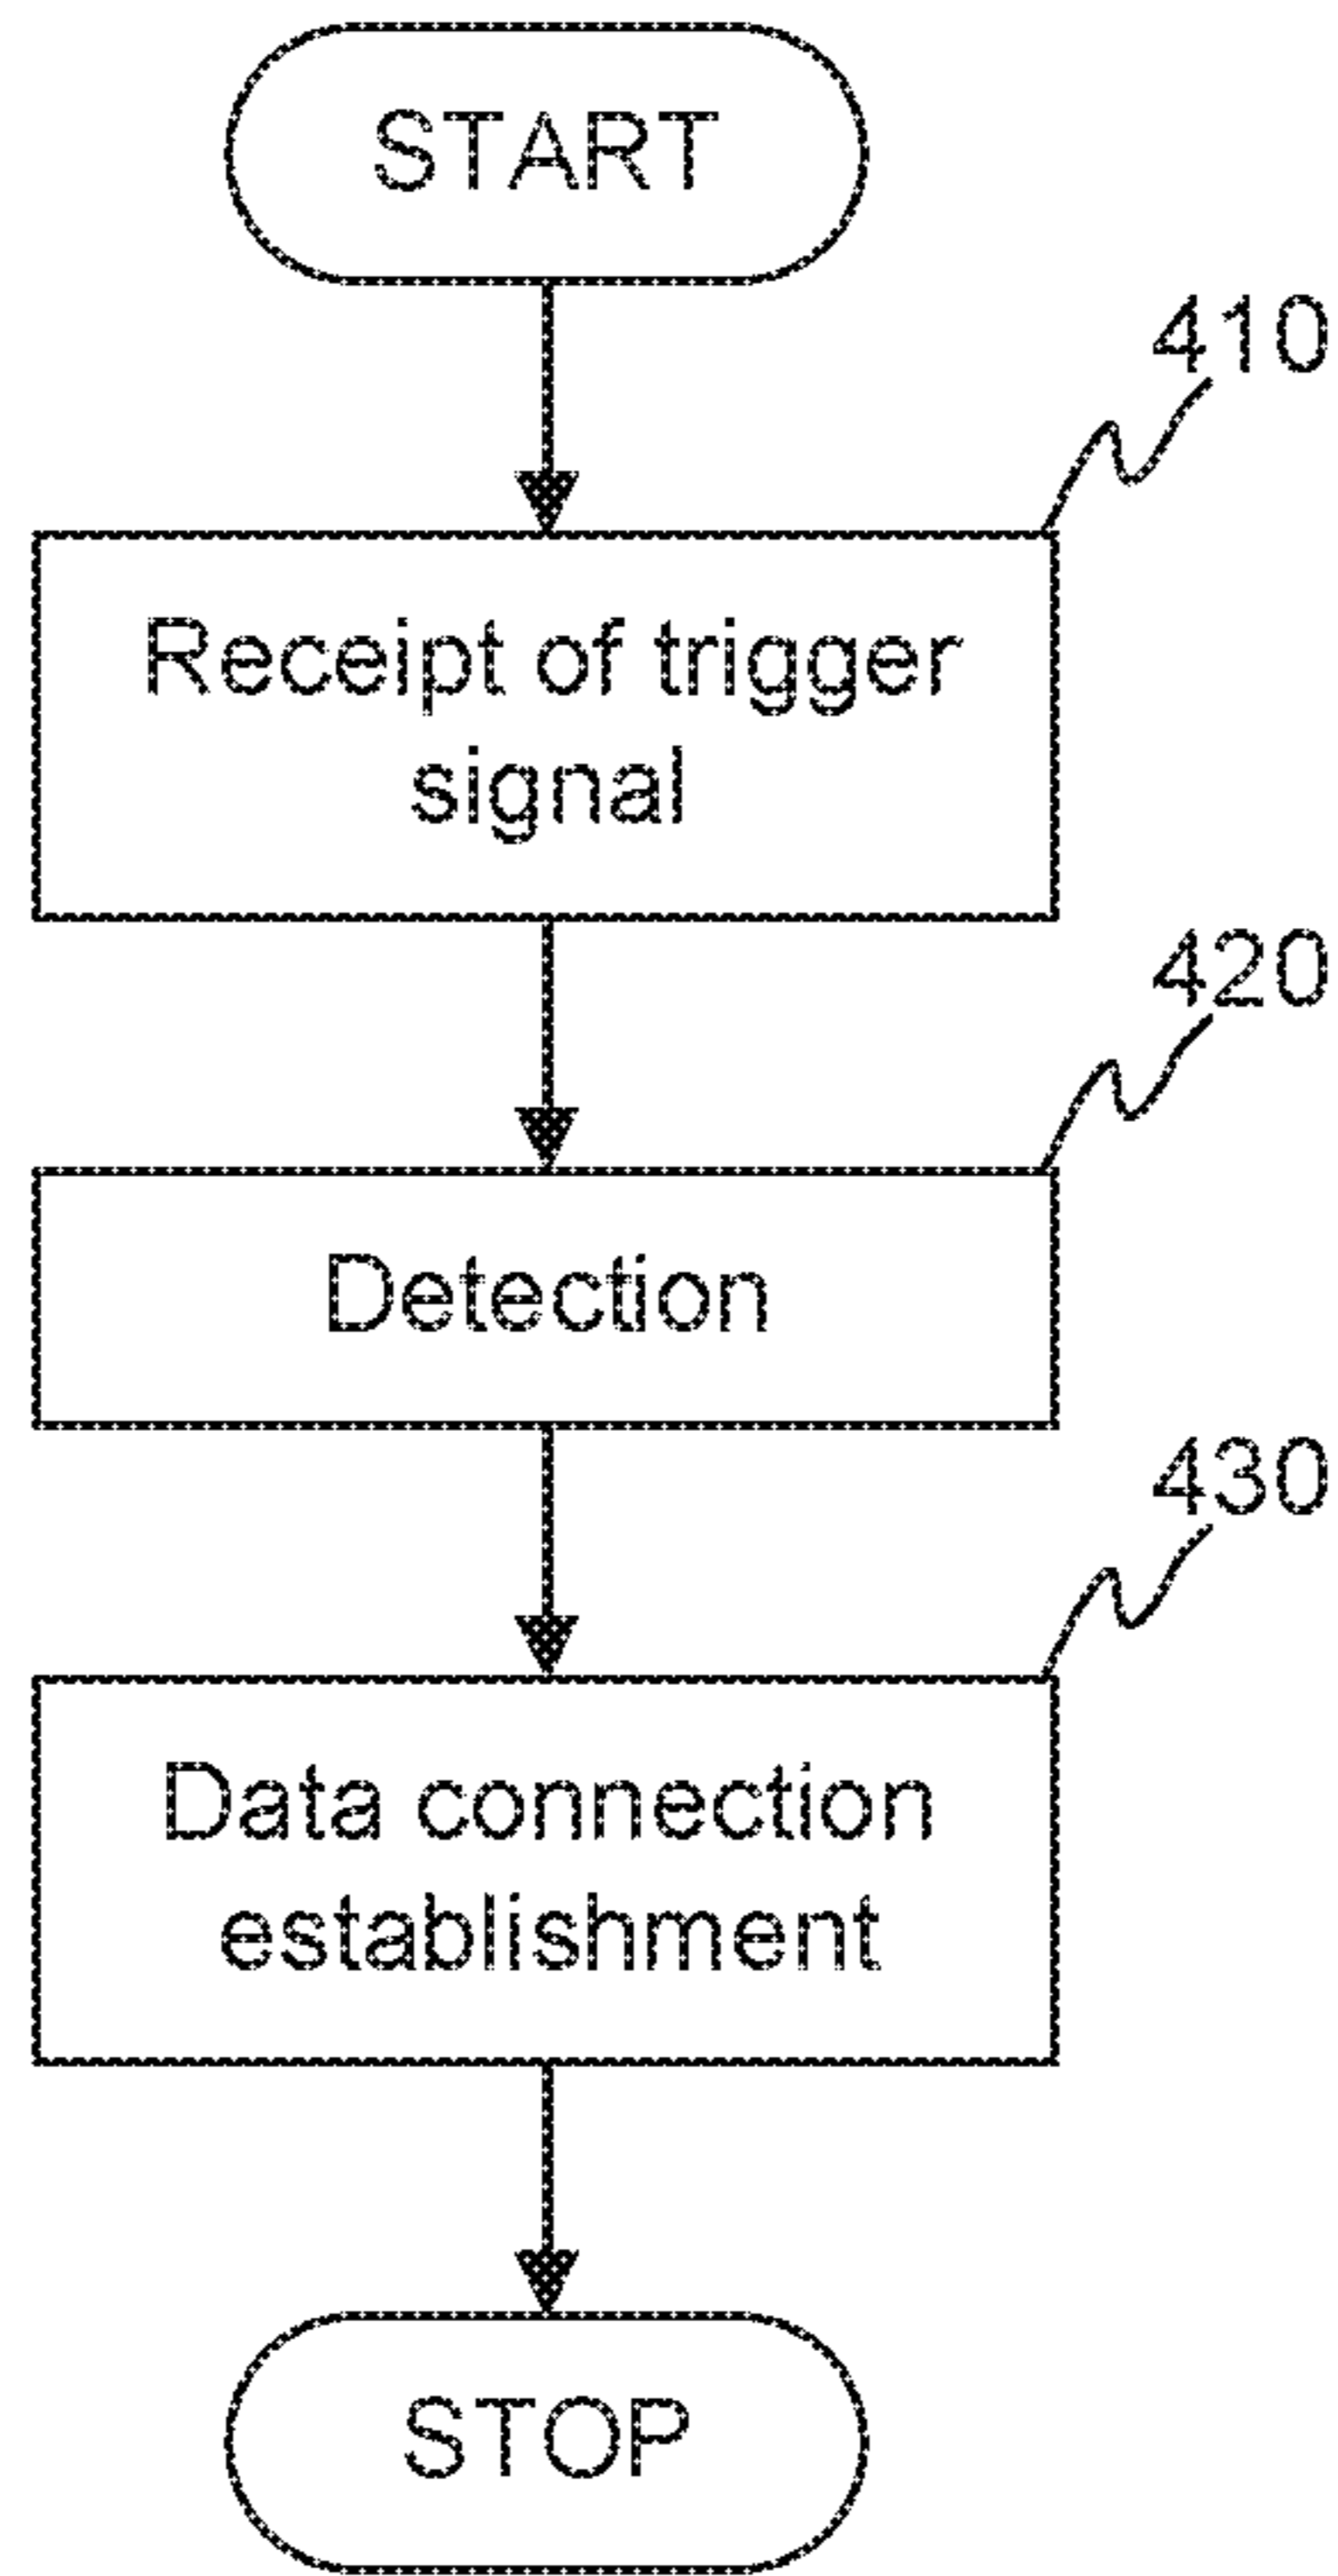 START
410
Receipt of trigger
signal
420
Detection
430
Data connection
establishment
STOP